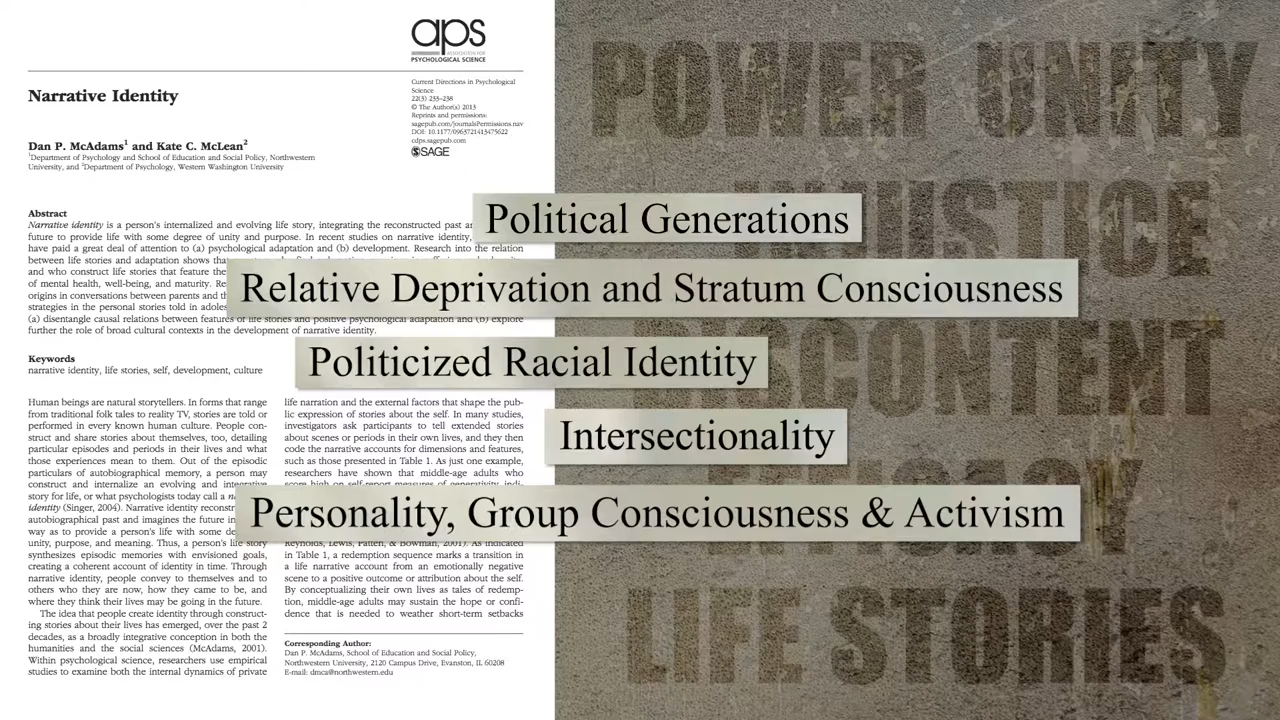 aps
ASSOCIATION FOR
PSYCHOLOGICAL SCIENCE
Narrative Identity
Current Directions in Psychological
Science
22(3) 233–238
© The Author(s) 2013
Reprints and permissions:
sagepub.com/journalsPermissions.nav
DOI: 10.1177/0963721413475622
cdps.sagepub.com
SAGE
Dan P. McAdams1 and Kate C. McLean2
1Department of Psychology and School of Education and Social Policy, Northwestern
University, and 2Department of Psychology, Western Washington University
Abstract
Narrative identity is a person's internalized and evolving life story, integrating the reconstructed past
future to provide life with some degree of unity and purpose. In recent studies on narrative identity,
have paid a great deal of attention to (a) psychological adaptation and (b) development. Research into the relation
between life stories and adaptation shows
and who construct life stories that feature the
of mental health, well-being, and maturity.
origins in conversations between parents and
strategies in the personal stories told in
(a) disentangle causal relations between features of life stories and positive psychological adaptation and (b) explore
further the role of broad cultural contexts in the development of narrative identity.
Keywords
narrative identity, life stories, self, development, culture
Human beings are natural storytellers. In forms that range
from traditional folk tales to reality TV, stories are told or
performed in every known human culture. People con-
struct and share stories about themselves, too, detailing
particular episodes and periods in their lives and what
those experiences mean to them. Out of the episodic
particulars of autobiographical memory, a person may
construct and internalize an evolving and integrative
story for life, or what psychologists today call a
identity (Singer, 2004). Narrative identity
autobiographical past and imagines the future in
way as to provide a person's life with some
unity, purpose, and meaning. Thus, a person's life story
synthesizes episodic memories with envisioned goals,
creating a coherent account of identity in time. Through
narrative identity, people convey to themselves and to
others who they are now, how they came to be, and
where they think their lives may be going in the future.
The idea that people create identity through construct-
ing stories about their lives has emerged, over the past 2
decades, as a broadly integrative conception in both the
humanities and the social sciences (McAdams, 2001).
Within psychological science, researchers use empirical
studies to examine both the internal dynamics of private
life narration and the external factors that shape the pub-
lic expression of stories about the self. In many studies,
investigators ask participants to tell extended stories
about scenes or periods in their own lives, and they then
code the narrative accounts for dimensions and features,
such as those presented in Table 1. As just one example,
researchers have shown that middle-age adults who
score high on self-report measures of generativity, indi-
Reynolds, Lewis, Patten, & Bowman, 2001). As indicated
in Table 1, a redemption sequence marks a transition in
a life narrative account from an emotionally negative
scene to a positive outcome or attribution about the self.
By conceptualizing their own lives as tales of redemp-
tion, middle-age adults may sustain the hope or confi-
dence that is needed to weather short-term setbacks
Corresponding Author:
Dan P. McAdams, School of Education and Social Policy,
Northwestern University, 2120 Campus Drive, Evanston, IL 60208
E-mail: dmca@northwestern.edu
Political Generations
Relative Deprivation and Stratum Consciousness
Politicized Racial Identity
Intersectionality
Personality, Group Consciousness & Activism
POWER UNITY
INJUSTICE
DISCONTENT
LIFE STORIES